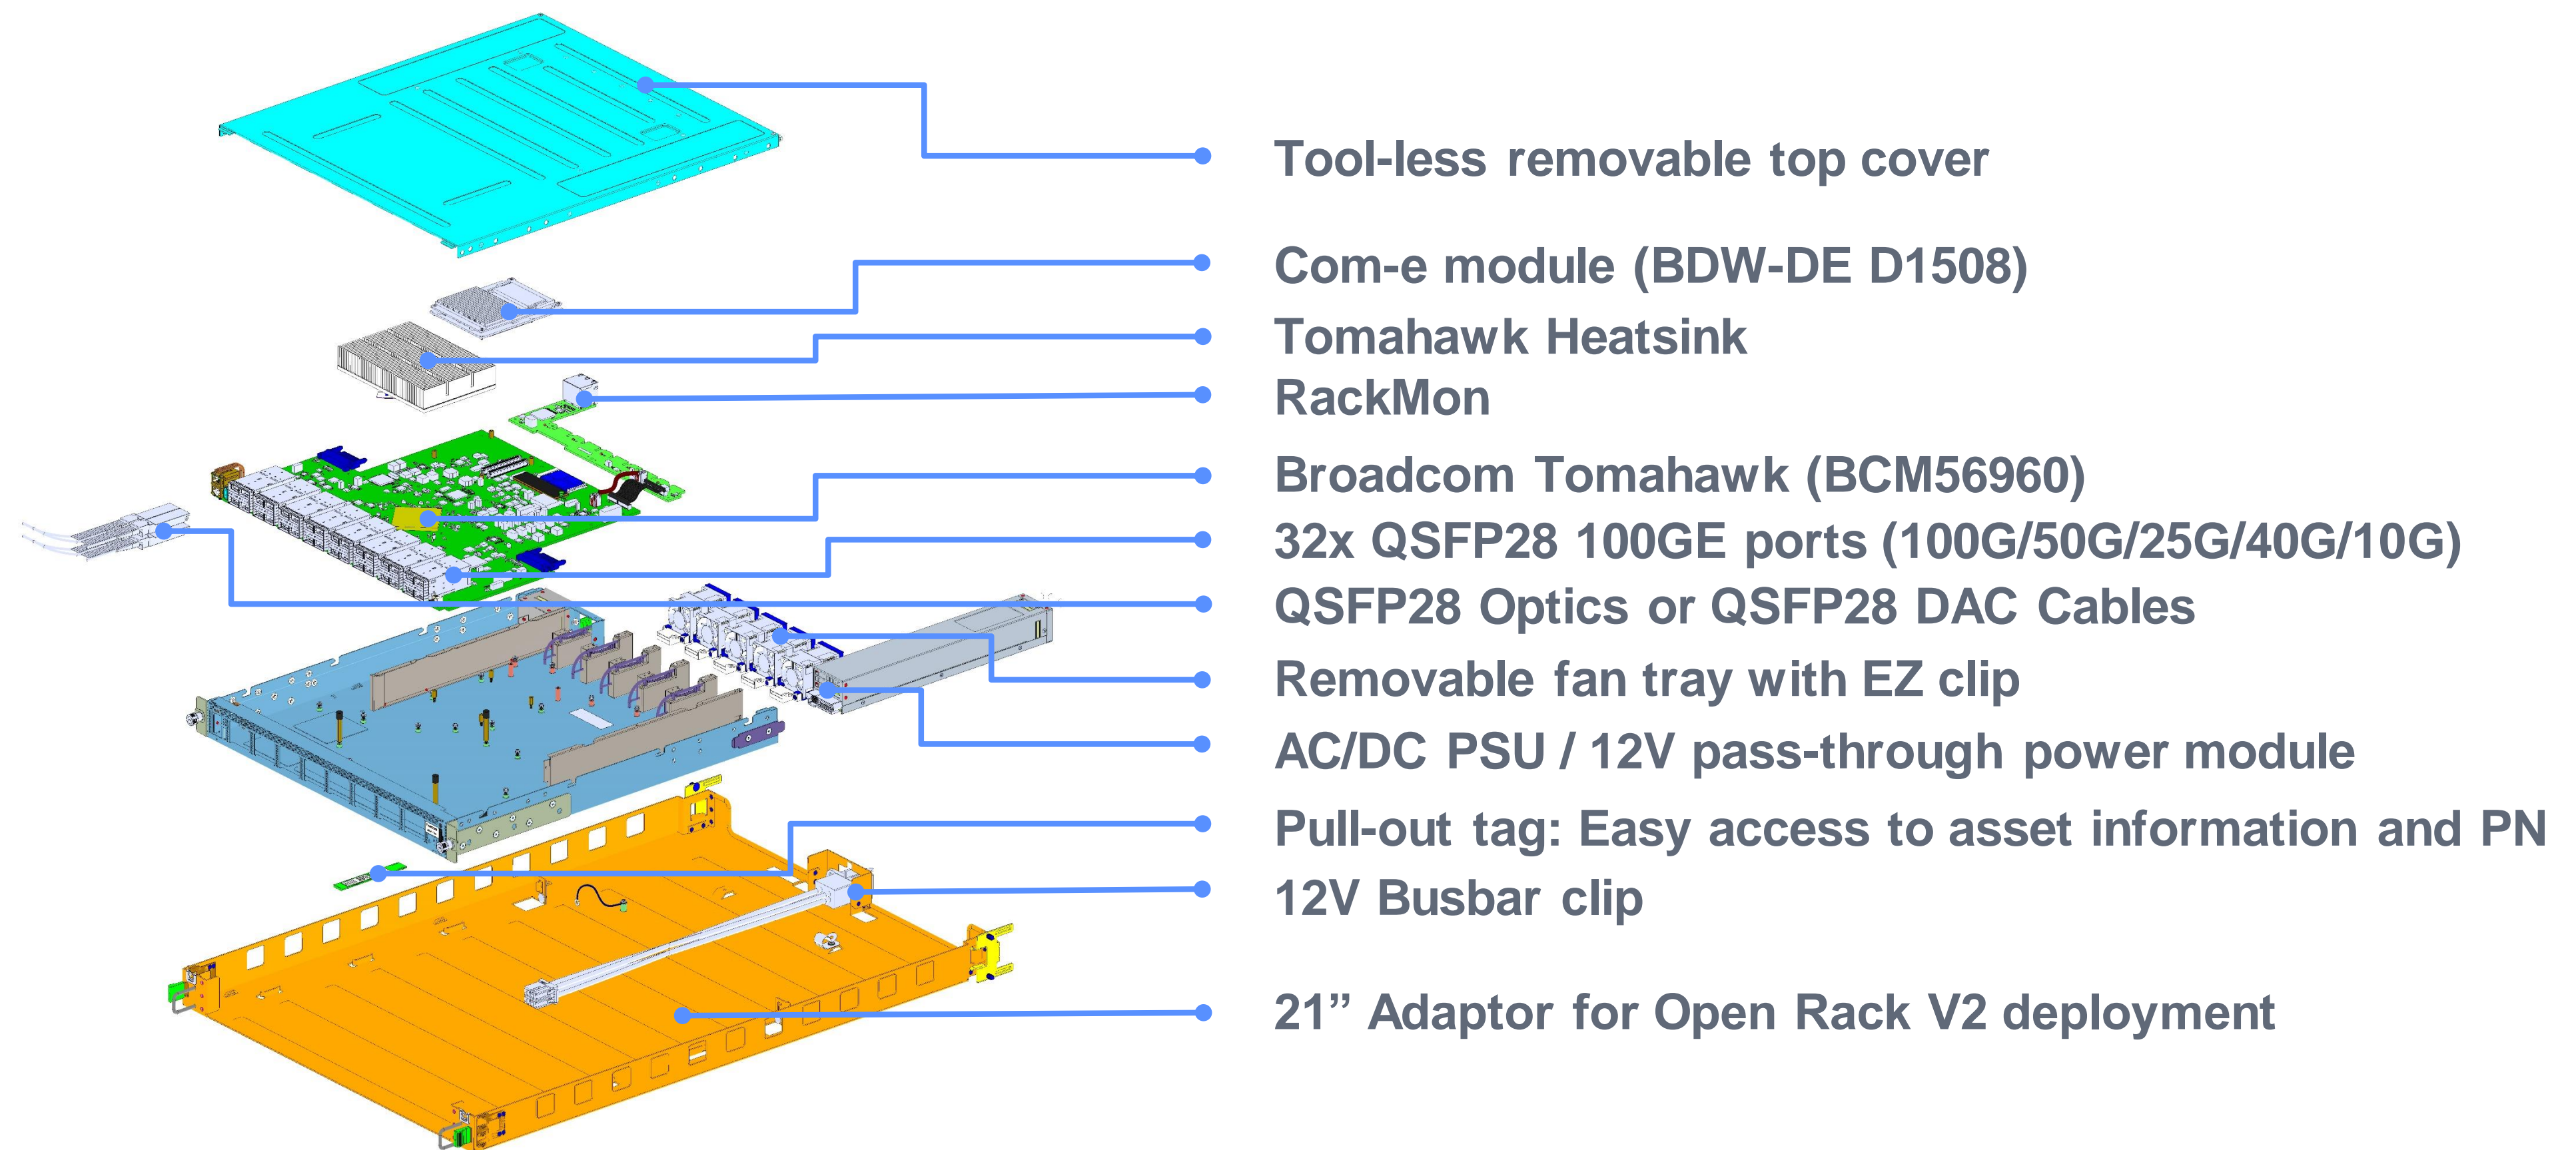 Tool-less removable top cover
Com-e module (BDW-DE D1508)
Tomahawk Heatsink
RackMon
Broadcom Tomahawk (BCM56960)
32x QSFP28 100GE ports (100G/50G/25G/40G/10G)
QSFP28 Optics or QSFP28 DAC Cables
Removable fan tray with EZ clip
AC/DC PSU / 12V pass-through power module
Pull-out tag: Easy access to asset information and PN
12V Busbar clip
21” Adaptor for Open Rack V2 deployment